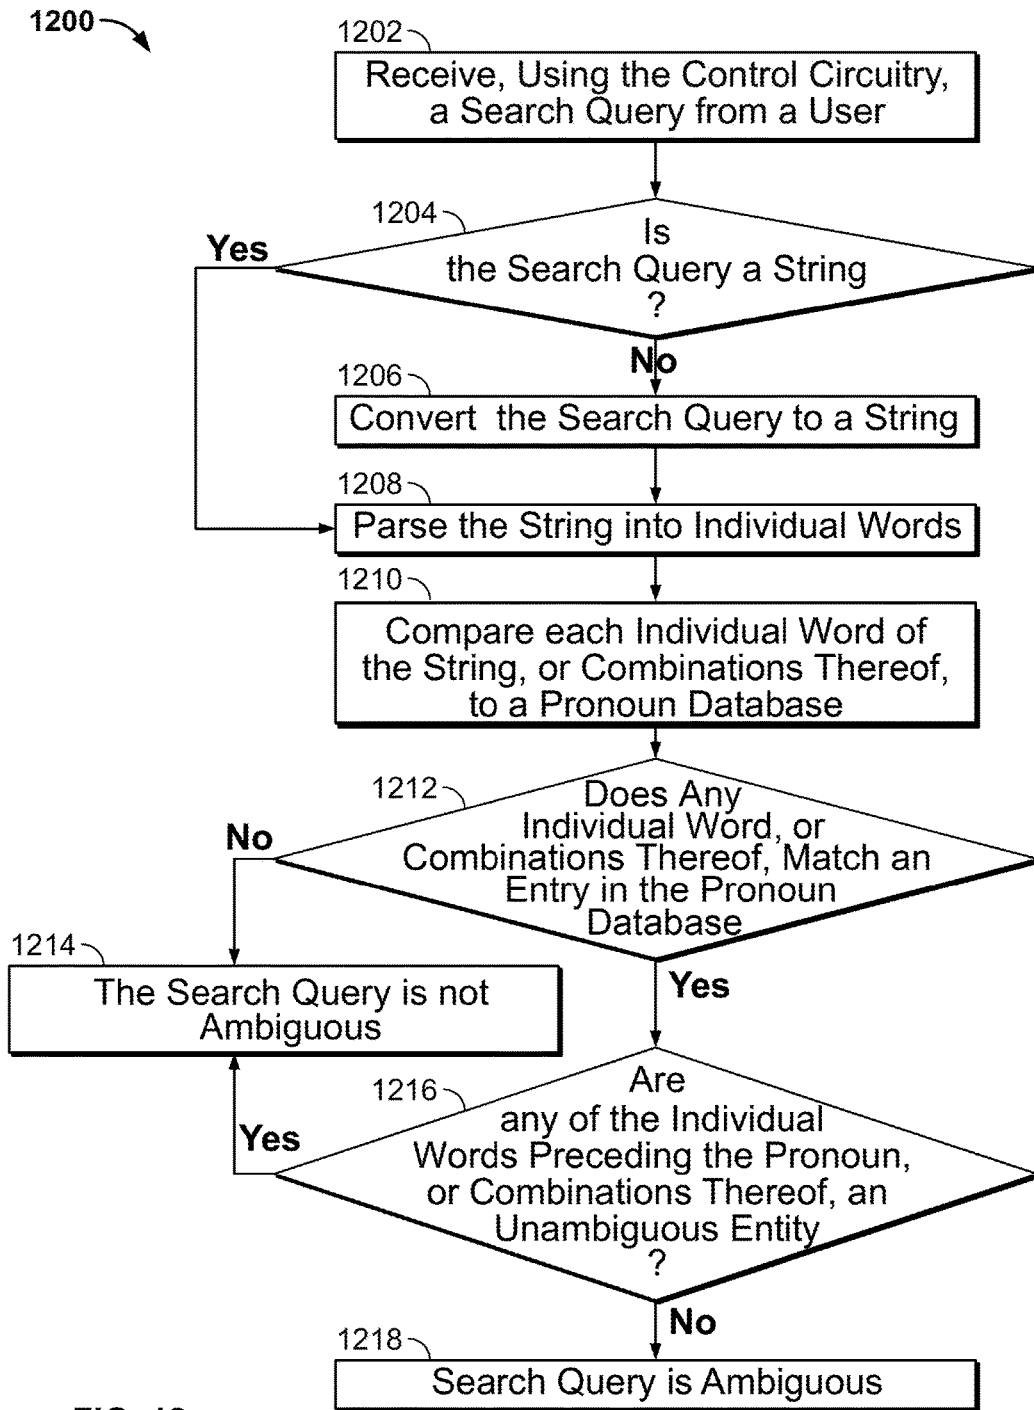 1200
1202
Receive, Using the Control Circuitry,
a Search Query from a User
1204
Yes
Is
the Search Query a String
?
No
1206
Convert the Search Query to a String
1208
Parse the String into Individual Words
1210
Compare each Individual Word of
the String, or Combinations Thereof,
to a Pronoun Database
1212
Does Any
Individual Word, or
Combinations Thereof, Match an
Entry in the Pronoun
Database
No
1214
The Search Query is not
Ambiguous
Yes
1216
Are
any of the Individual
Words Preceding the Pronoun,
or Combinations Thereof, an
Unambiguous Entity
?
Yes
No
1218
Search Query is Ambiguous